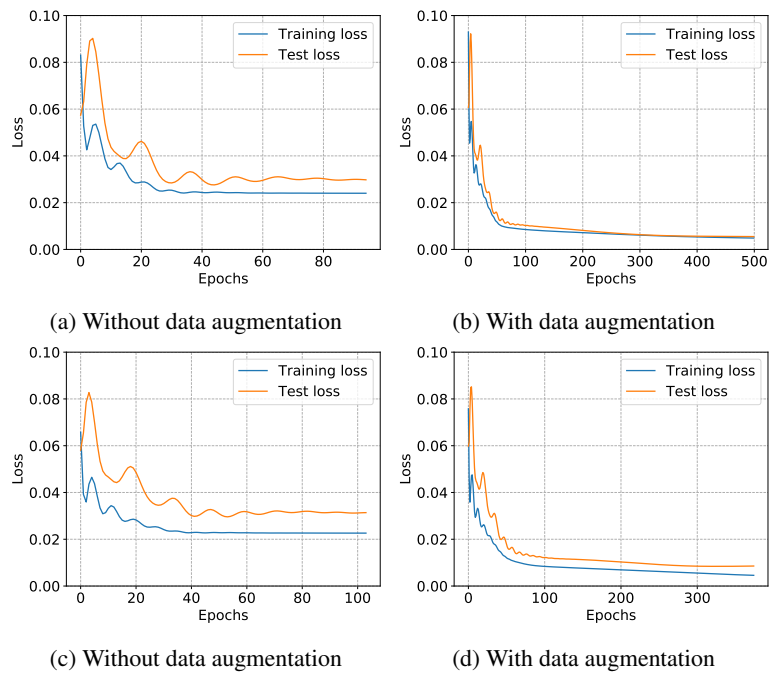 0.10
0.08
0.06
0.04
0.02
0.00
Loss
0 20 40 60 80
Epochs
Training loss
Test loss
(a) Without data augmentation
0.10
0.08
0.06
0.04
0.02
0.00
Loss
0 100 200 300 400 500
Epochs
Training loss
Test loss
(b) With data augmentation
0.10
0.08
0.06
0.04
0.02
0.00
Loss
0 20 40 60 80 100
Epochs
Training loss
Test loss
(c) Without data augmentation
0.10
0.08
0.06
0.04
0.02
0.00
Loss
0 100 200 300
Epochs
Training loss
Test loss
(d) With data augmentation